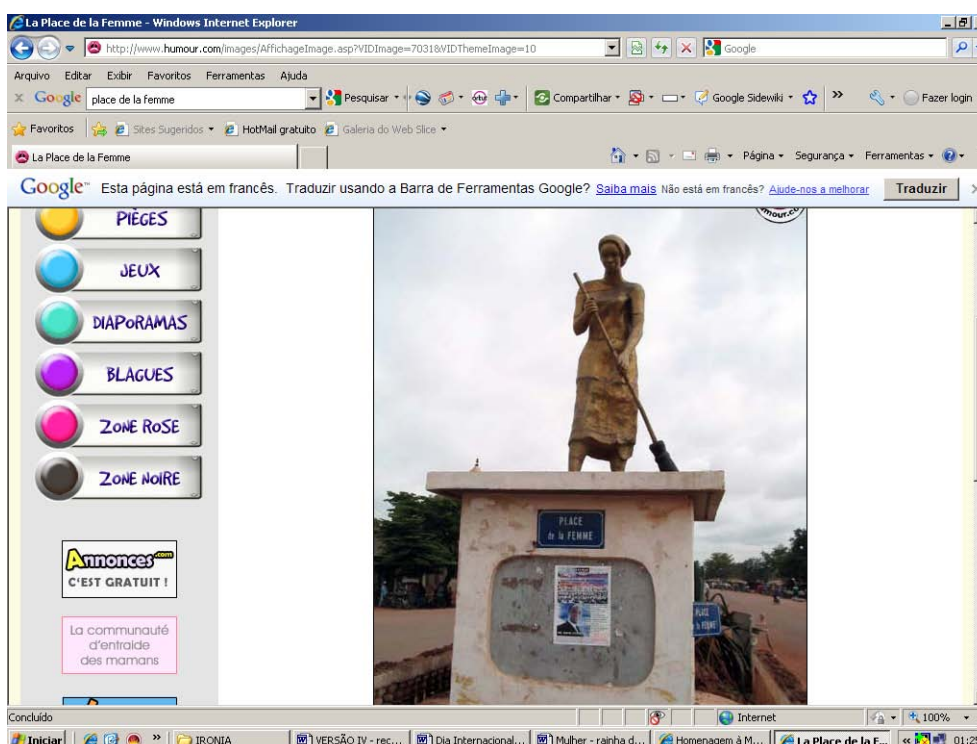 La Place de la Femme - Windows Internet Explorer
http://www.humour.com/images/AffichageImage.asp?VIDImage=7031&VIDThemeImage=10
Google
Arquivo Editar Exibir Favoritos Ferramentas Ajuda
x Google place de la femme Pesquisar Compartilhar Google Sidewiki >> Fazer login
Favoritos Sites Sugeridos HotMail gratuito Galeria do Web Slice
La Place de la Femme Página Segurança Ferramentas
Google™ Esta página está em francês. Traduzir usando a Barra de Ferramentas Google? Saiba mais Não está em francês? Ajude-nos a melhorar Traduzir
PIÈGES
JEUX
DIAPORAMAS
BLAGUES
ZONE ROSE
ZONE NOIRE
Annonces.com
C'EST GRATUIT !
La communauté
d'entraide
des mamans
PLACE
de la FEMME
PLACE
de la FEMME
Concluído Internet 100%
Iniciar >> IRONIA VERSÃO IV - rec... Dia Internacional... Mulher - rainha d... Homenagem à M... La Place de la F... <<